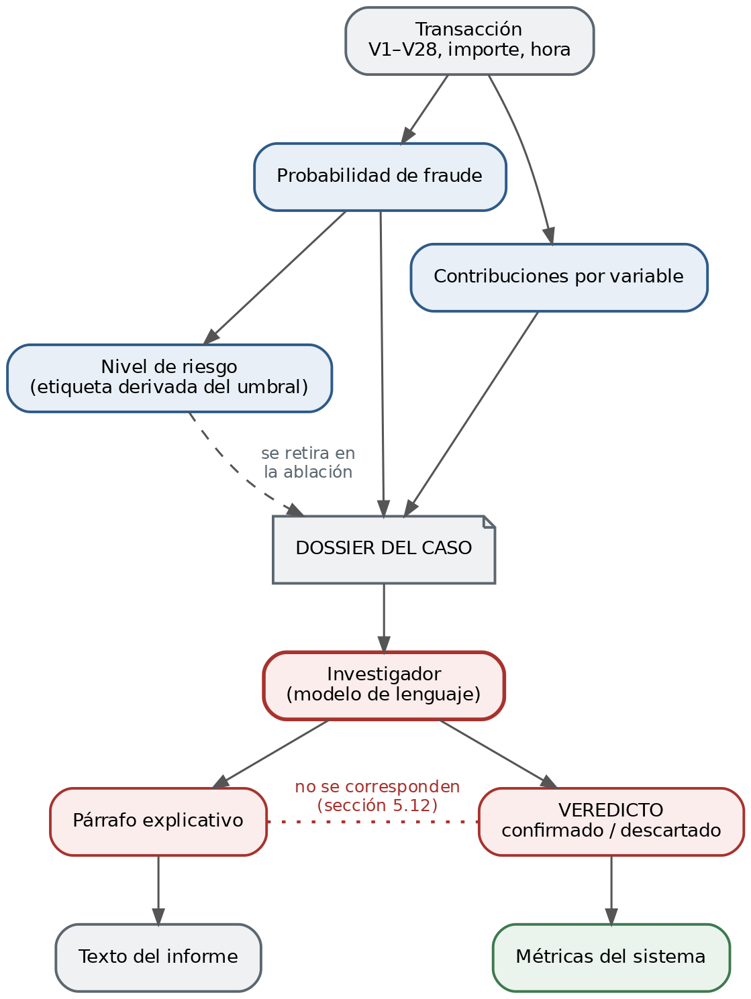 Transacción
V1–V28, importe, hora
Probabilidad de fraude
Contribuciones por variable
Nivel de riesgo
(etiqueta derivada del umbral)
se retira en
la ablación
DOSSIER DEL CASO
Investigador
(modelo de lenguaje)
no se corresponden
(sección 5.12)
Párrafo explicativo
VEREDICTO
confirmado / descartado
Texto del informe
Métricas del sistema